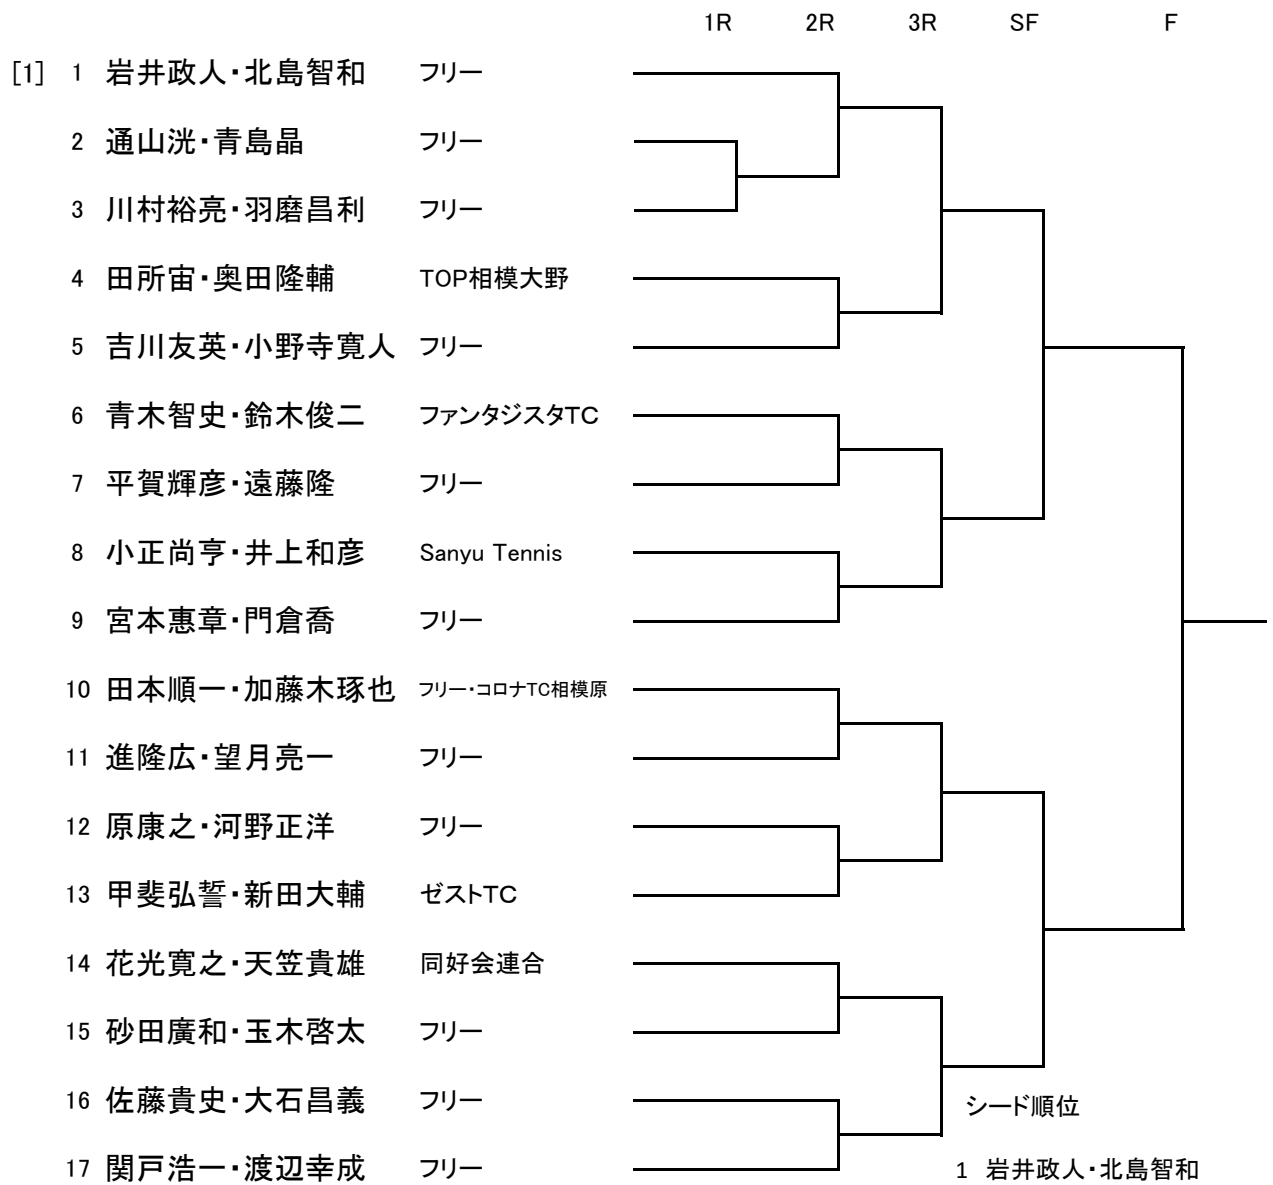 1R 2R 3R SF F
[1] 1 岩井政人・北島智和 フリー
2 通山洸・青島晶 フリー
3 川村裕亮・羽磨昌利 フリー
4 田所宙・奥田隆輔 TOP相模大野
5 吉川友英・小野寺寛人 フリー
6 青木智史・鈴木俊二 ファンタジスタTC
7 平賀輝彦・遠藤隆 フリー
8 小正尚亨・井上和彦 Sanyu Tennis
9 宮本惠章・門倉喬 フリー
10 田本順一・加藤木琢也 フリー・コロナTC相模原
11 進隆広・望月亮一 フリー
12 原康之・河野正洋 フリー
13 甲斐弘誓・新田大輔 ゼストTC
14 花光寛之・天笠貴雄 同好会連合
15 砂田廣和・玉木啓太 フリー
16 佐藤貴史・大石昌義 フリー
シード順位
17 関戸浩一・渡辺幸成 フリー
1 岩井政人・北島智和